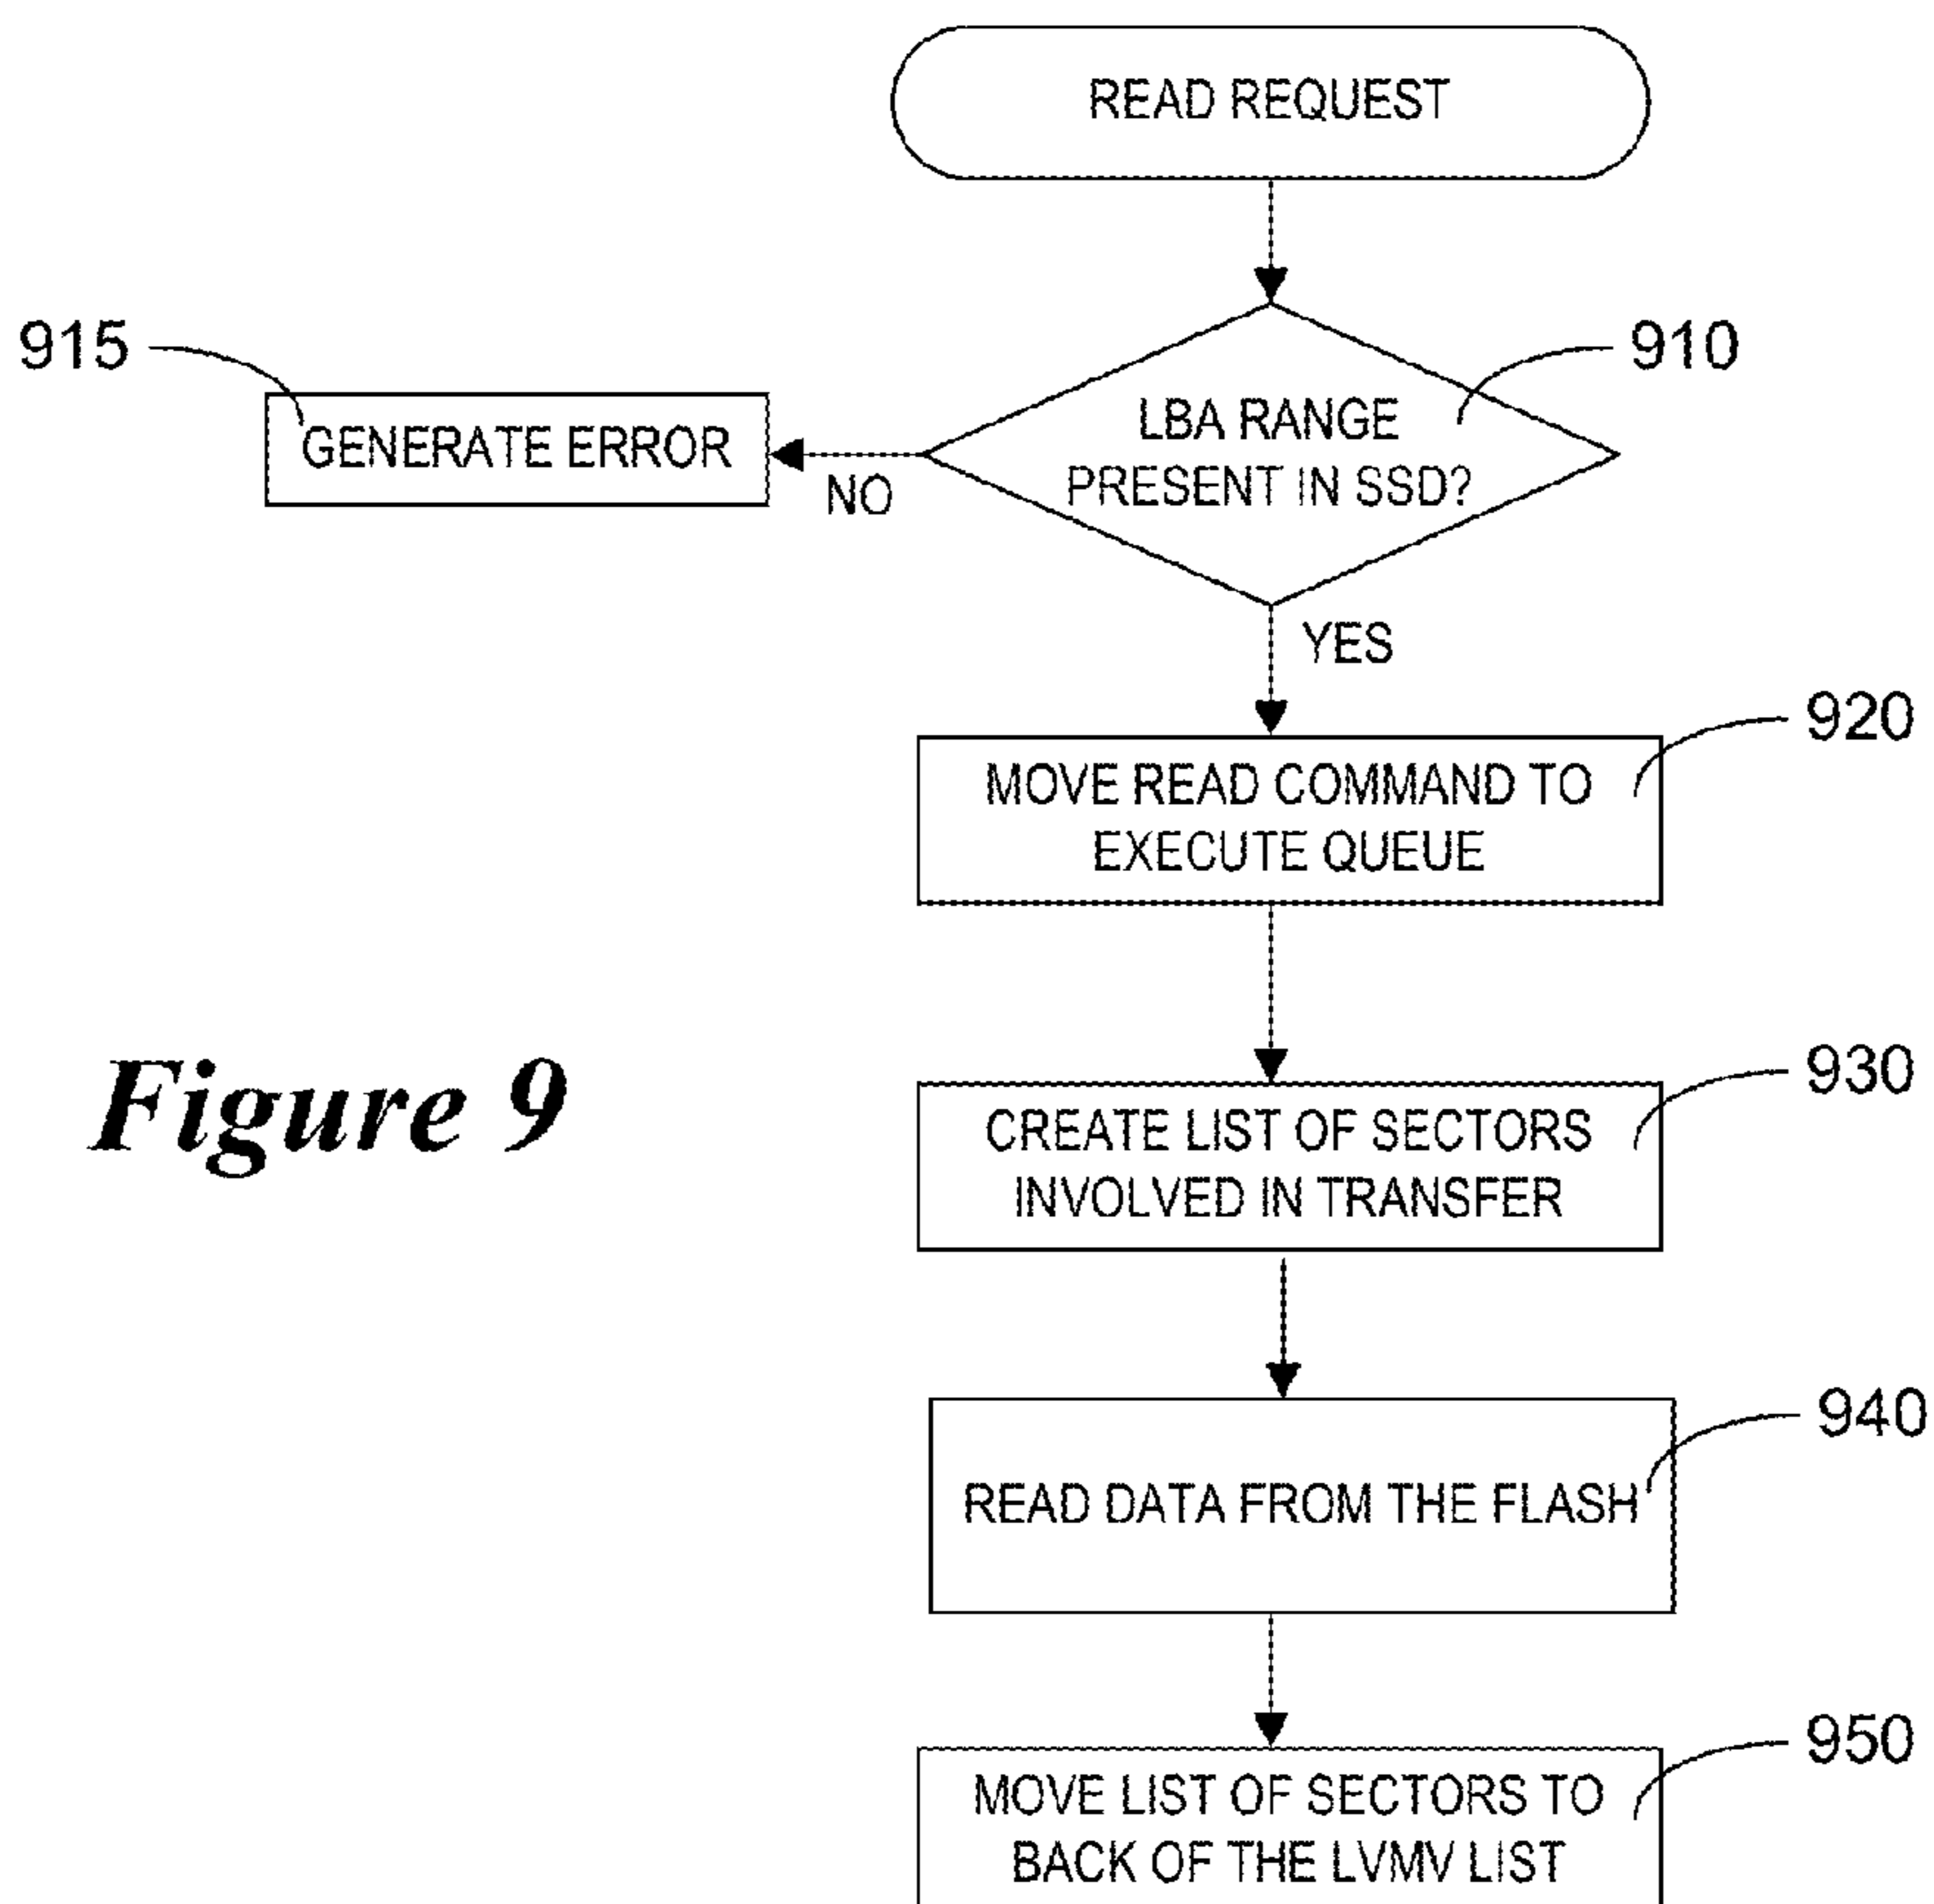 READ REQUEST
915
910
LBA RANGE
PRESENT IN SSD?
GENERATE ERROR
NO
YES
920
MOVE READ COMMAND TO
EXECUTE QUEUE
Figure 9
930
CREATE LIST OF SECTORS
INVOLVED IN TRANSFER
940
READ DATA FROM THE FLASH
950
MOVE LIST OF SECTORS TO
BACK OF THE LVMV LIST